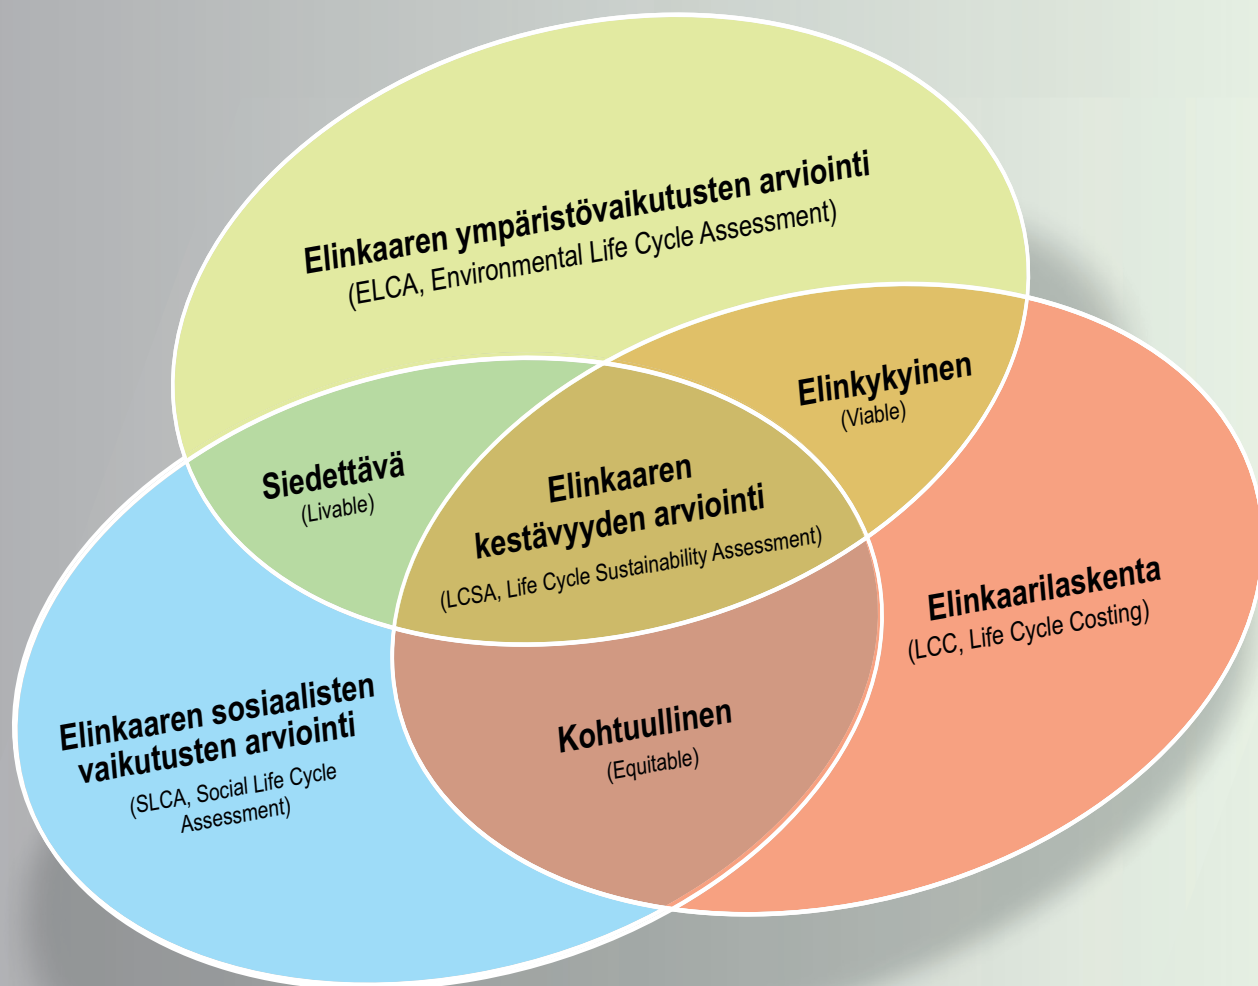 Elinkaaren ympäristövaikutusten arviointi
(ELCA, Environmental Life Cycle Assessment)
Elinkykyinen
(Viable)
Siedettävä
(Livable)
Elinkaaren
kestävyyden arviointi
(LCSA, Life Cycle Sustainability Assessment)
Elinkaarilaskenta
(LCC, Life Cycle Costing)
Elinkaaren sosiaalisten
vaikutusten arviointi
(SLCA, Social Life Cycle
Assessment)
Kohtuullinen
(Equitable)